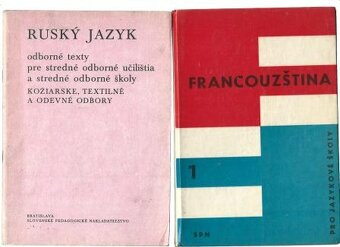 RUSKÝ JAZYK
odborné texty
pre stredné odborné učilištia
a stredné odborné školy
KOŽIARSKE, TEXTILNÉ
A ODEVNÉ ODBORY
BRATISLAVA
SLOVENSKÉ PEDAGOGICKÉ NAKLADATEĽSTVO
FRANCOUZŠTINA
1
SPN
PRO JAZYKOVÉ ŠKOLY